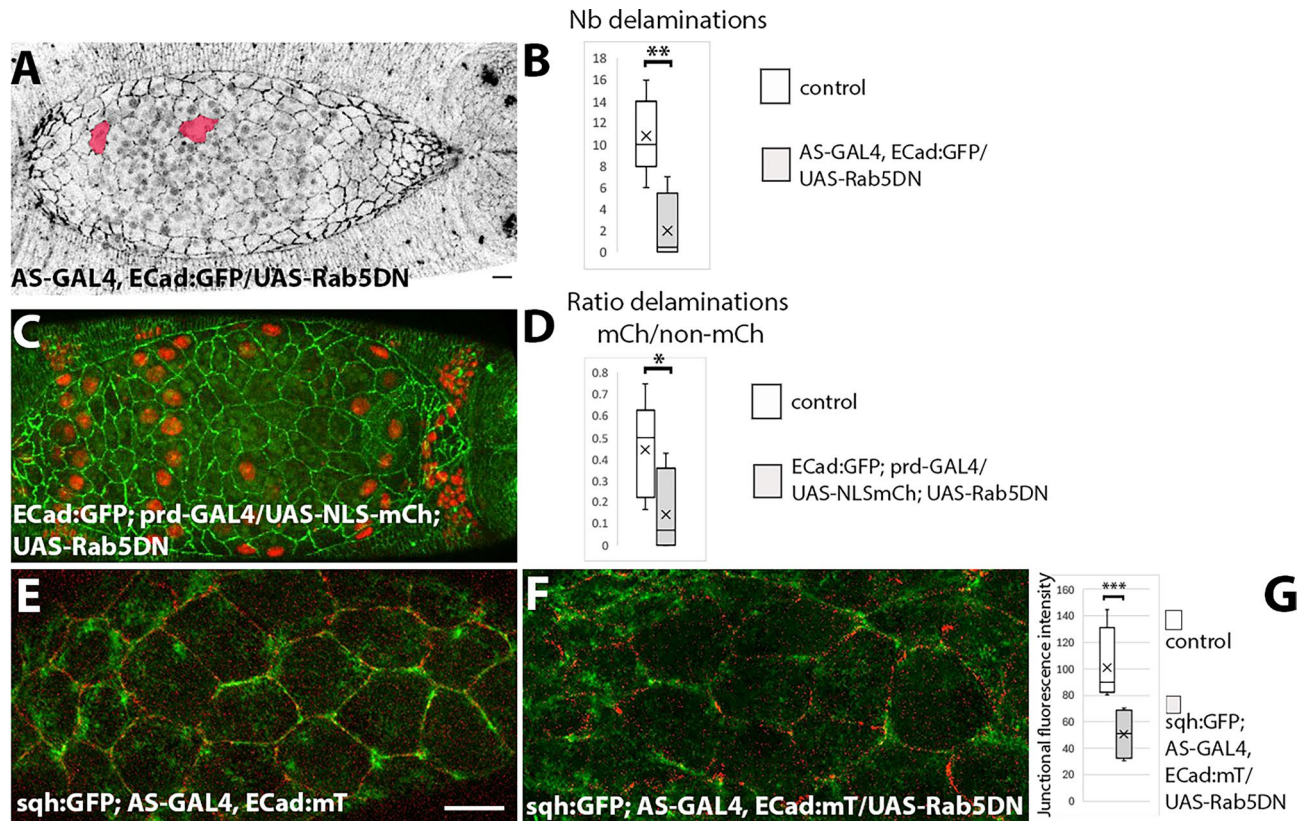 A
AS-GAL4, ECad:GFP/UAS-Rab5DN
B
Nb delaminations
18
16
14
12
10
8
6
4
2
0
**
control
AS-GAL4, ECad:GFP/
UAS-Rab5DN
C
ECad:GFP; prd-GAL4/UAS-NLS-mCh;
UAS-Rab5DN
D
Ratio delaminations
mCh/non-mCh
0.8
0.7
0.6
0.5
0.4
0.3
0.2
0.1
0
*
control
ECad:GFP; prd-GAL4/
UAS-NLSmCh; UAS-Rab5DN
E
sqh:GFP; AS-GAL4, ECad:mT
F
sqh:GFP; AS-GAL4, ECad:mT/UAS-Rab5DN
G
Junctional fluorescence intensity
160
140
120
100
80
60
40
20
0
***
control
sqh:GFP;
AS-GAL4,
ECad:mT/
UAS-Rab5DN